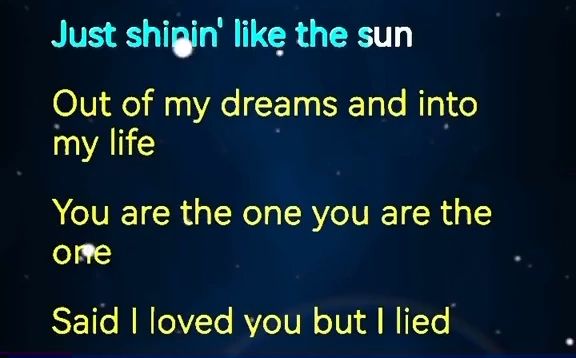 Just shinin' like the sun
Out of my dreams and into
my life
You are the one you are the
one
Said I loved you but I lied